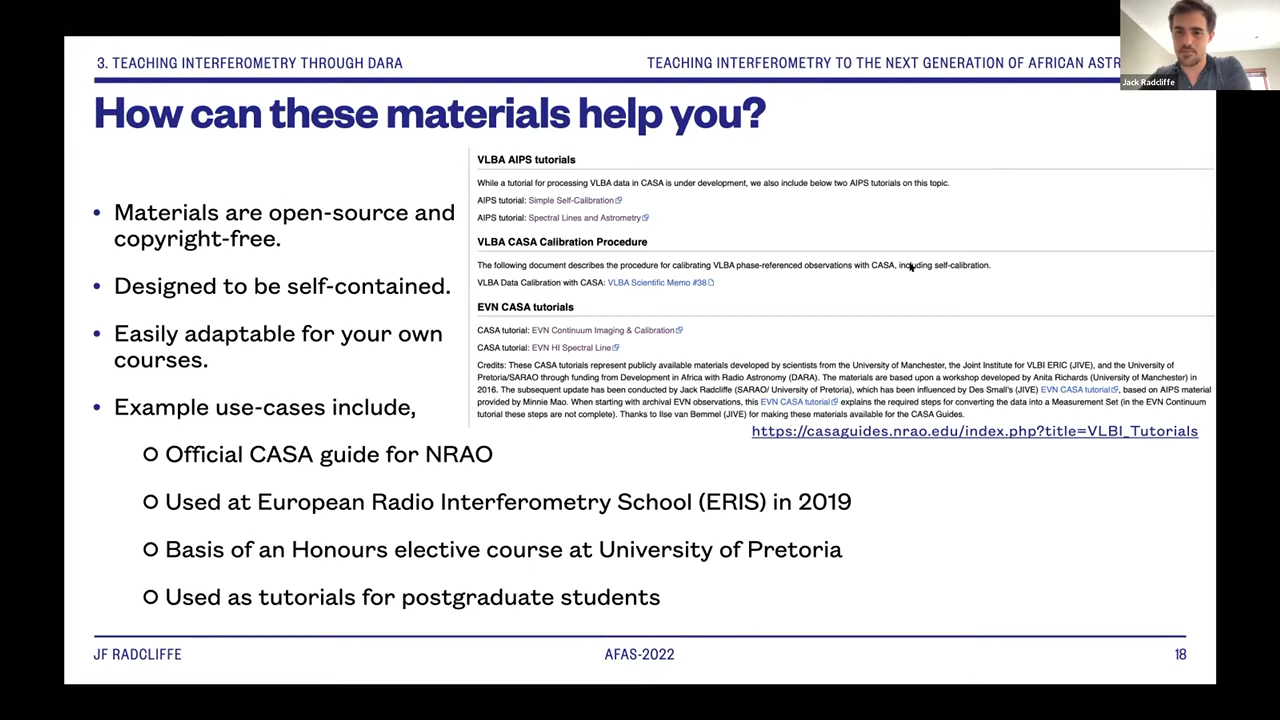 3. TEACHING INTERFEROMETRY THROUGH DARA
TEACHING INTERFEROMETRY TO THE NEXT GENERATION OF AFRICAN ASTR
Jack Radcliffe
How can these materials help you?
• Materials are open-source and
copyright-free.
• Designed to be self-contained.
• Easily adaptable for your own
courses.
• Example use-cases include,
VLBA AIPS tutorials
While a tutorial for processing VLBA data in CASA is under development, we also include below two AIPS tutorials on this topic.
AIPS tutorial: Simple Self-Calibration
AIPS tutorial: Spectral Lines and Astrometry
VLBA CASA Calibration Procedure
The following document describes the procedure for calibrating VLBA phase-referenced observations with CASA, including self-calibration.
VLBA Data Calibration with CASA: VLBA Scientific Memo #38
EVN CASA tutorials
CASA tutorial: EVN Continuum Imaging & Calibration
CASA tutorial: EVN HI Spectral Line
Credits: These CASA tutorials represent publicly available materials developed by scientists from the University of Manchester, the Joint Institute for VLBI ERIC (JIVE), and the University of
Pretoria/SARAO through funding from Development in Africa with Radio Astronomy (DARA). The materials are based upon a workshop developed by Anita Richards (University of Manchester) in
2016. The subsequent update has been conducted by Jack Radcliffe (SARAO/ University of Pretoria), which has been influenced by Des Small's (JIVE) EVN CASA tutorial, based on AIPS material
provided by Minnie Mao. When starting with archival EVN observations, this EVN CASA tutorial explains the required steps for converting the data into a Measurement Set (in the EVN Continuum
tutorial these steps are not complete). Thanks to Ilse van Bemmel (JIVE) for making these materials available for the CASA Guides.
https://casaguides.nrao.edu/index.php?title=VLBI_Tutorials
Official CASA guide for NRAO
Used at European Radio Interferometry School (ERIS) in 2019
Basis of an Honours elective course at University of Pretoria
Used as tutorials for postgraduate students
JF RADCLIFFE
AFAS-2022
18